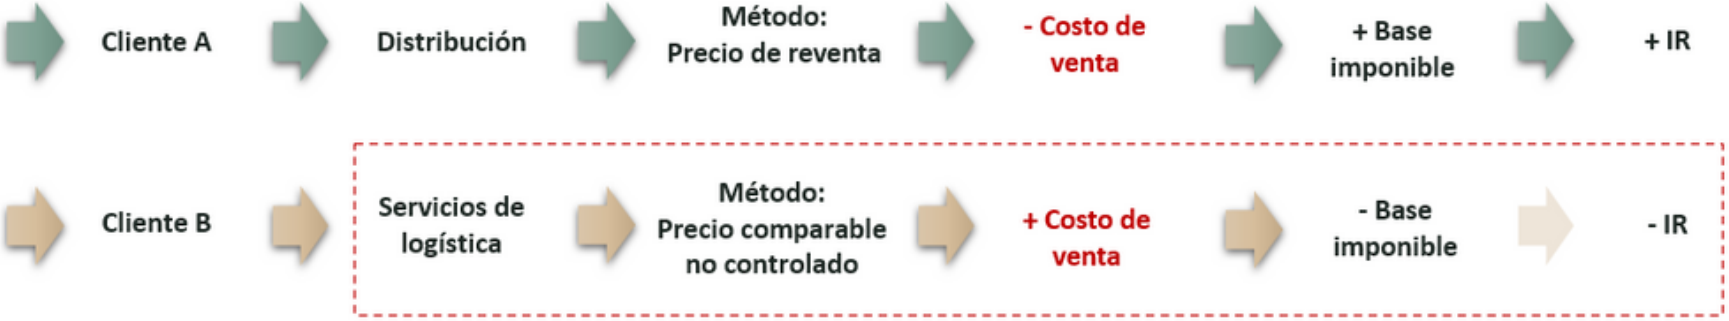 Cliente A
Distribución
Método:
Precio de reventa
- Costo de
venta
+ Base
imponible
+ IR
Cliente B
Servicios de
logística
Método:
Precio comparable
no controlado
+ Costo de
venta
- Base
imponible
- IR